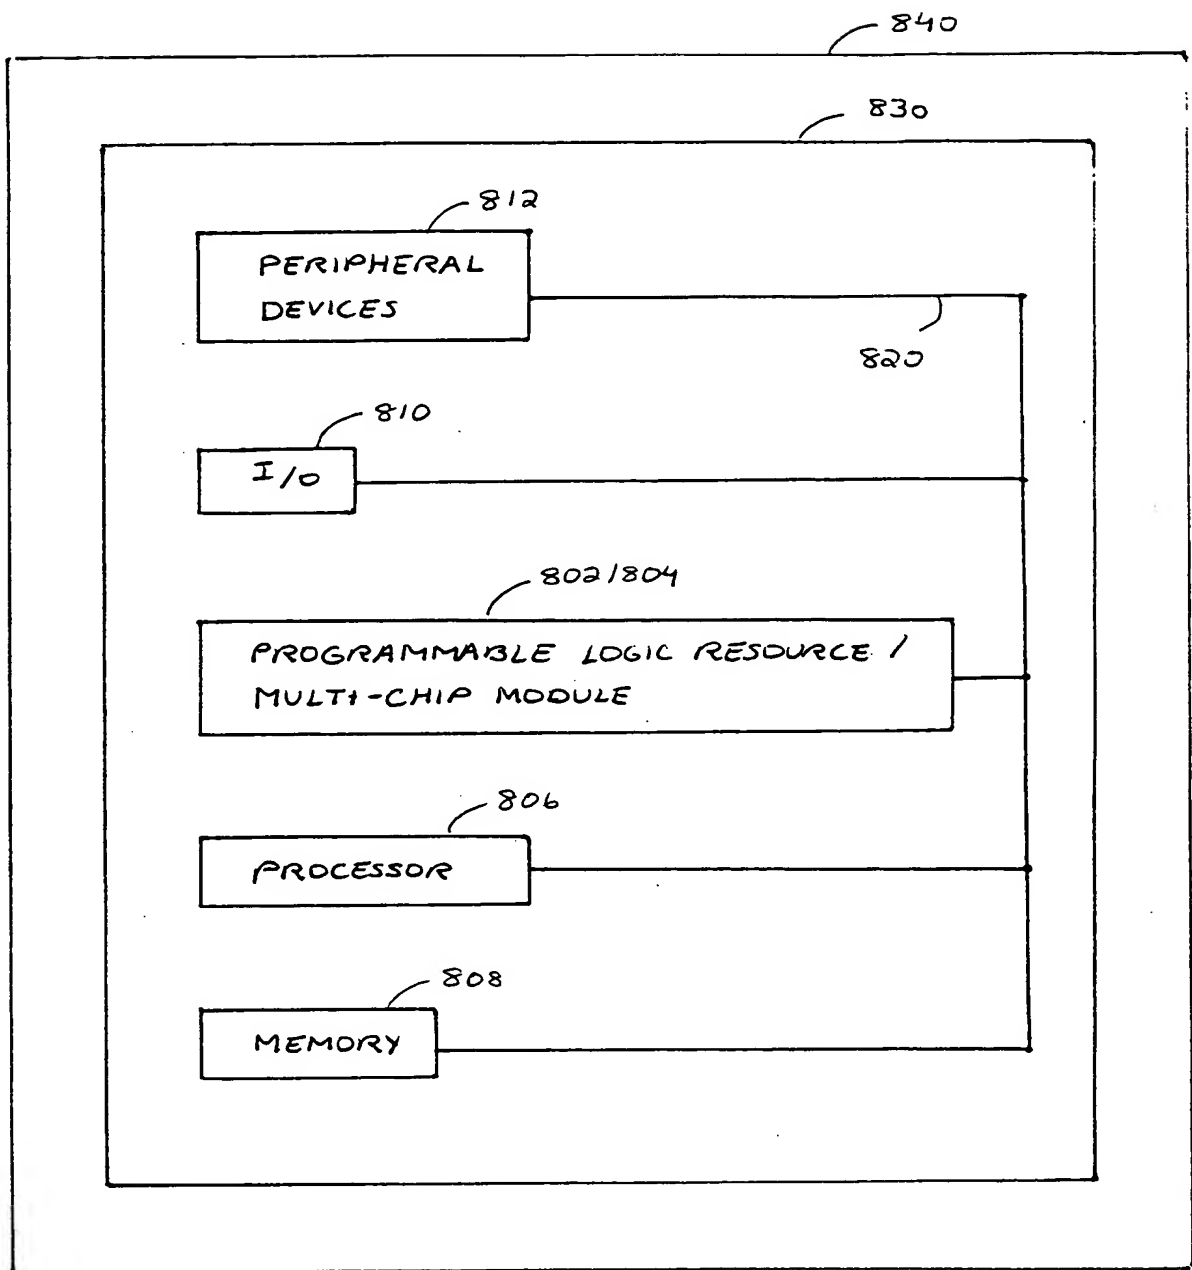 840
830
812
PERIPHERAL
DEVICES
820
810
I/O
802/804
PROGRAMMABLE LOGIC RESOURCE /
MULTI-CHIP MODULE
806
PROCESSOR
808
MEMORY